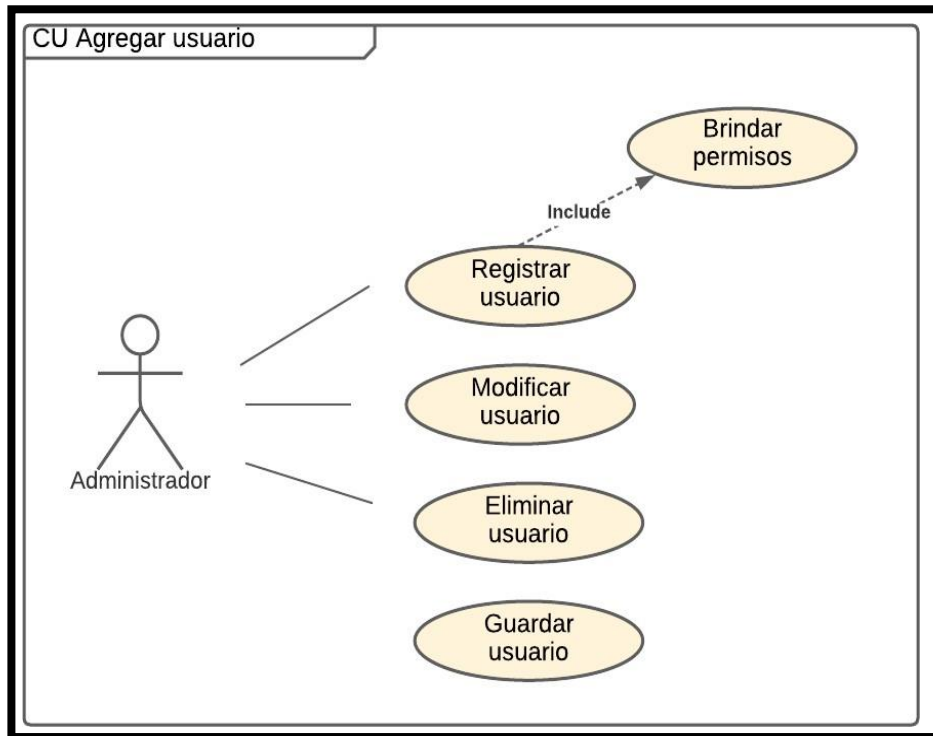 CU Agregar usuario
Brindar
permisos
Include
Registrar
usuario
Modificar
usuario
Administrador
Eliminar
usuario
Guardar
usuario